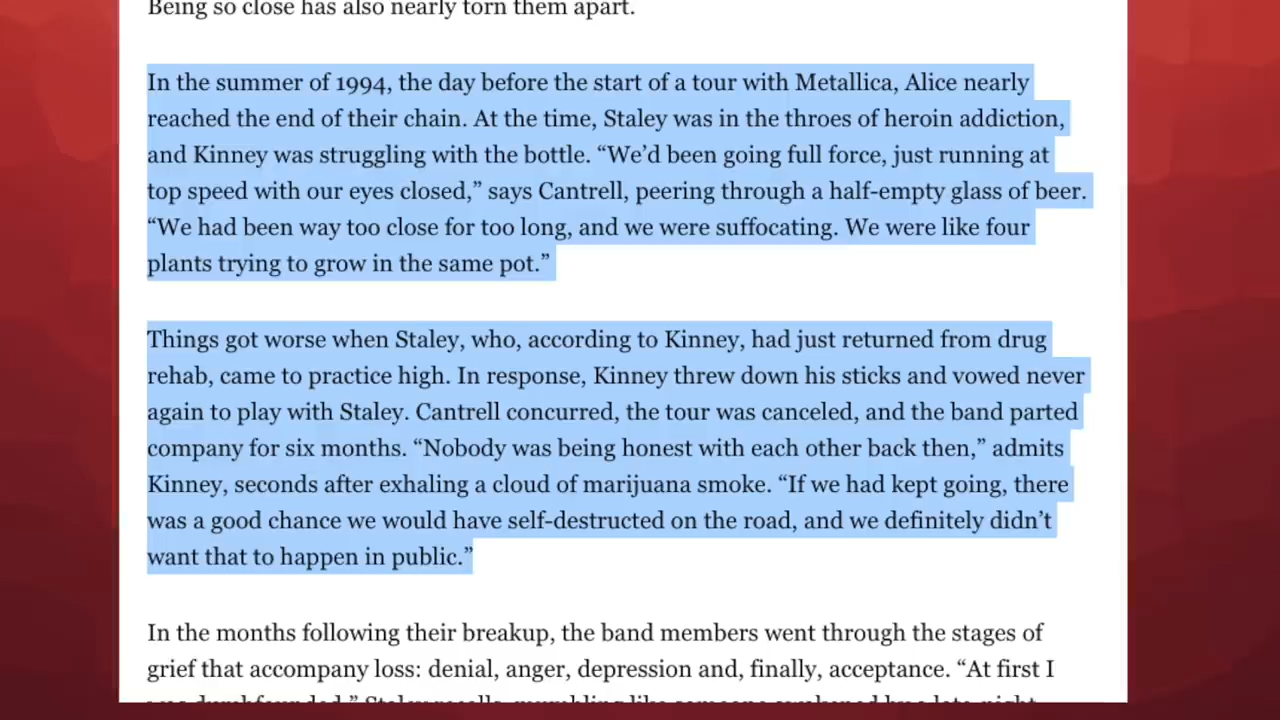 Being so close has also nearly torn them apart.
In the summer of 1994, the day before the start of a tour with Metallica, Alice nearly
reached the end of their chain. At the time, Staley was in the throes of heroin addiction,
and Kinney was struggling with the bottle. “We’d been going full force, just running at
top speed with our eyes closed,” says Cantrell, peering through a half-empty glass of beer.
“We had been way too close for too long, and we were suffocating. We were like four
plants trying to grow in the same pot.”
Things got worse when Staley, who, according to Kinney, had just returned from drug
rehab, came to practice high. In response, Kinney threw down his sticks and vowed never
again to play with Staley. Cantrell concurred, the tour was canceled, and the band parted
company for six months. “Nobody was being honest with each other back then,” admits
Kinney, seconds after exhaling a cloud of marijuana smoke. “If we had kept going, there
was a good chance we would have self-destructed on the road, and we definitely didn’t
want that to happen in public.”
In the months following their breakup, the band members went through the stages of
grief that accompany loss: denial, anger, depression and, finally, acceptance. “At first I